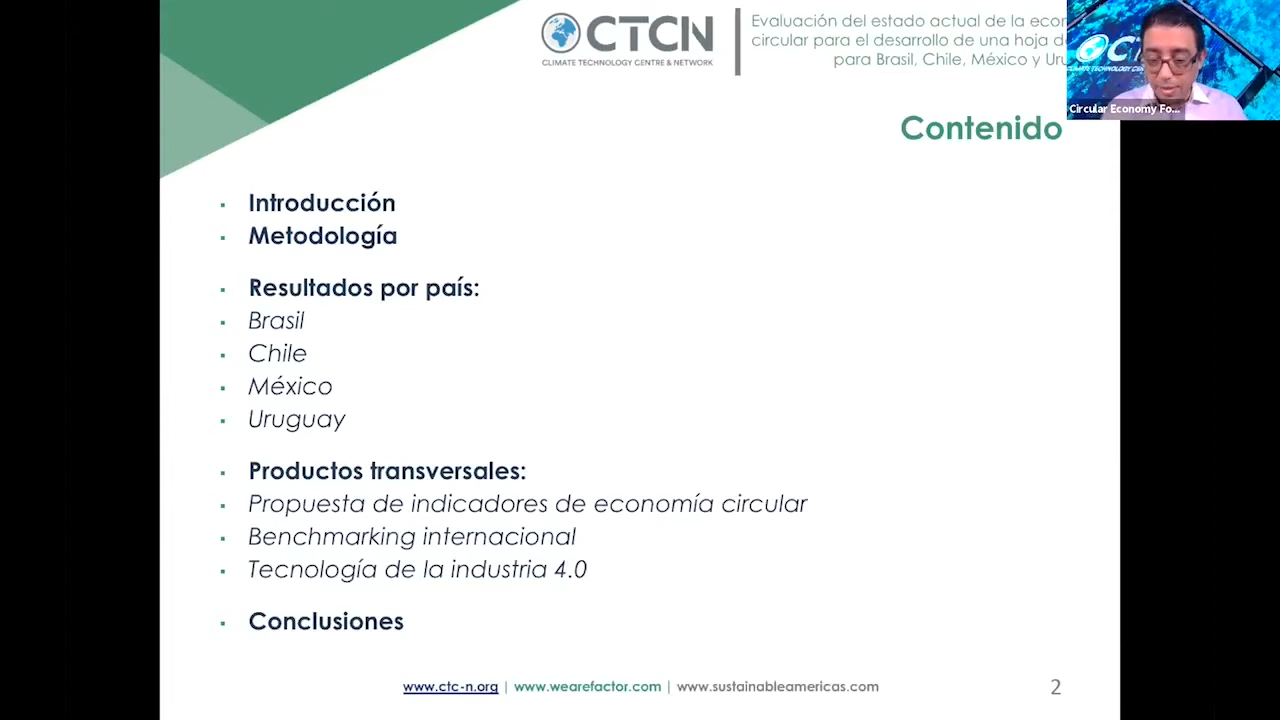 CTCN
CLIMATE TECHNOLOGY CENTRE & NETWORK
Evaluación del estado actual de la
circular para el desarrollo de una hoja
para Brasil, Chile, México y
Circular Economy Fo...
Contenido
Introducción
Metodología
Resultados por país:
Brasil
Chile
México
Uruguay
Productos transversales:
Propuesta de indicadores de economía circular
Benchmarking internacional
Tecnología de la industria 4.0
Conclusiones
www.ctc-n.org | www.wearefactor.com | www.sustainableamericas.com
2